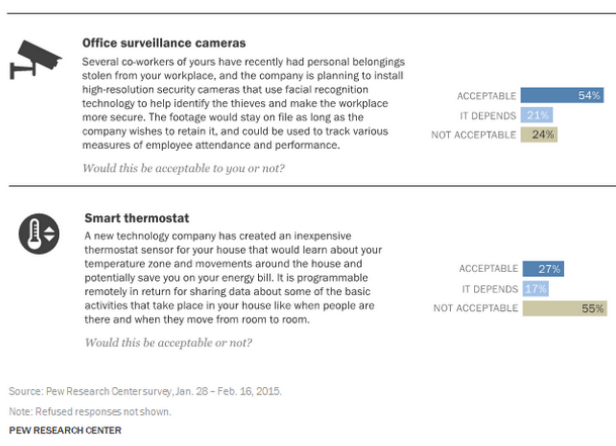 Office surveillance cameras
Several co-workers of yours have recently had personal belongings
stolen from your workplace, and the company is planning to install
high-resolution security cameras that use facial recognition
technology to help identify the thieves and make the workplace
more secure. The footage would stay on file as long as the
company wishes to retain it, and could be used to track various
measures of employee attendance and performance.
Would this be acceptable to you or not?
ACCEPTABLE 54%
IT DEPENDS 21%
NOT ACCEPTABLE 24%
Smart thermostat
A new technology company has created an inexpensive
thermostat sensor for your house that would learn about your
temperature zone and movements around the house and
potentially save you on your energy bill. It is programmable
remotely in return for sharing data about some of the basic
activities that take place in your house like when people are
there and when they move from room to room.
Would this be acceptable or not?
ACCEPTABLE 27%
IT DEPENDS 17%
NOT ACCEPTABLE 55%
Source: Pew Research Center survey, Jan. 28 – Feb. 16, 2015.
Note: Refused responses not shown.
PEW RESEARCH CENTER